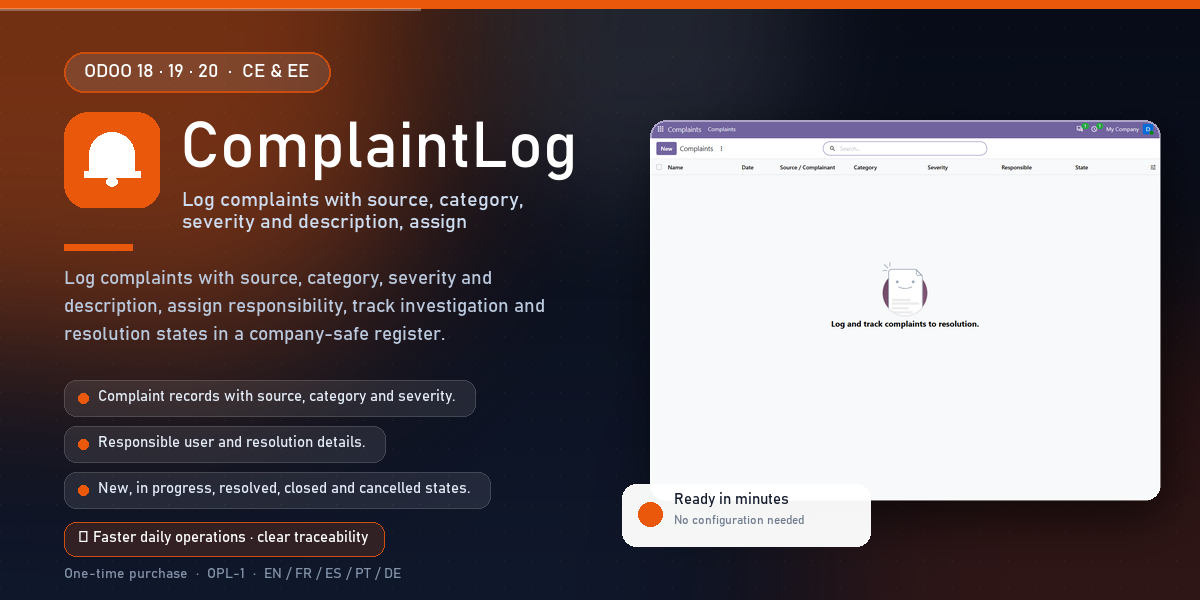 ODOO 18 · 19 · 20 · CE & EE
ComplaintLog
Log complaints with source, category,
severity and description, assign
Log complaints with source, category, severity and
description, assign responsibility, track investigation and
resolution states in a company-safe register.
Complaint records with source, category and severity.
Responsible user and resolution details.
New, in progress, resolved, closed and cancelled states.
Faster daily operations · clear traceability
One-time purchase · OPL-1 · EN / FR / ES / PT / DE
Complaints Complaints My Company D
New Complaints Search...
Name Date Source / Complainant Category Severity Responsible State
Log and track complaints to resolution.
Ready in minutes
No configuration needed